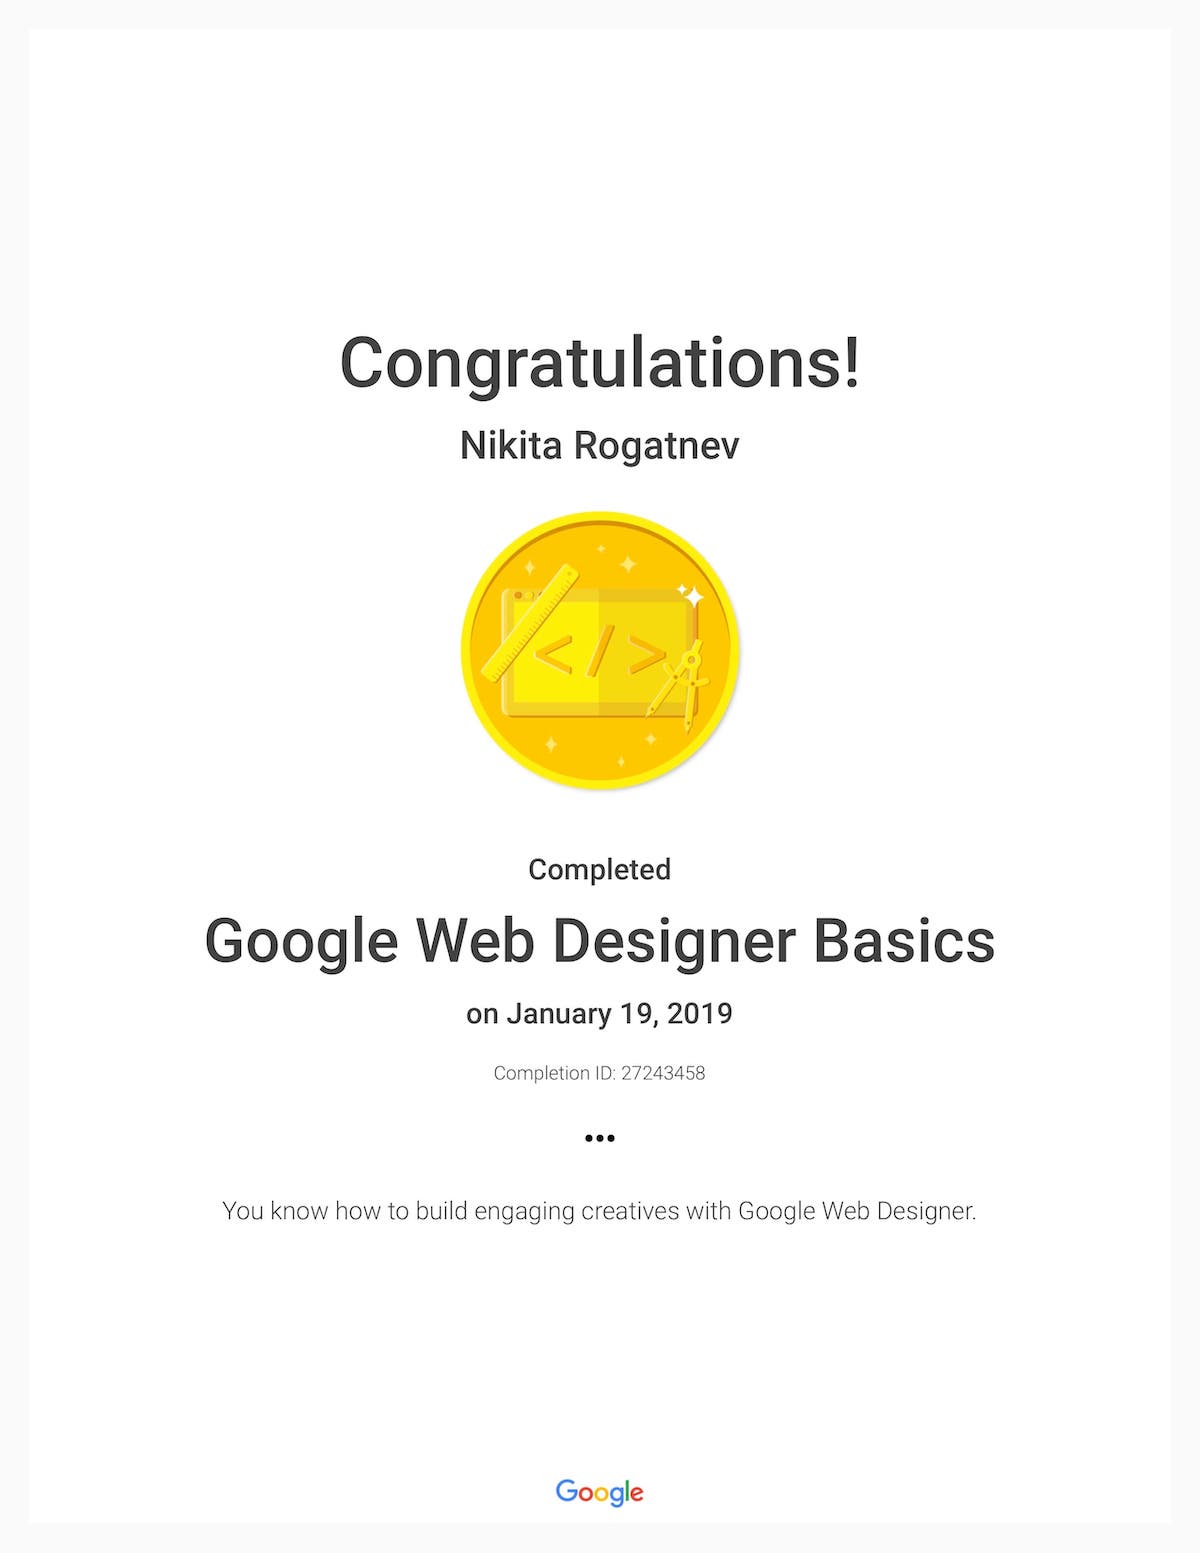 Congratulations!
Nikita Rogatnev
</>
Completed
Google Web Designer Basics
on January 19, 2019
Completion ID: 27243458
•••
You know how to build engaging creatives with Google Web Designer.
Google